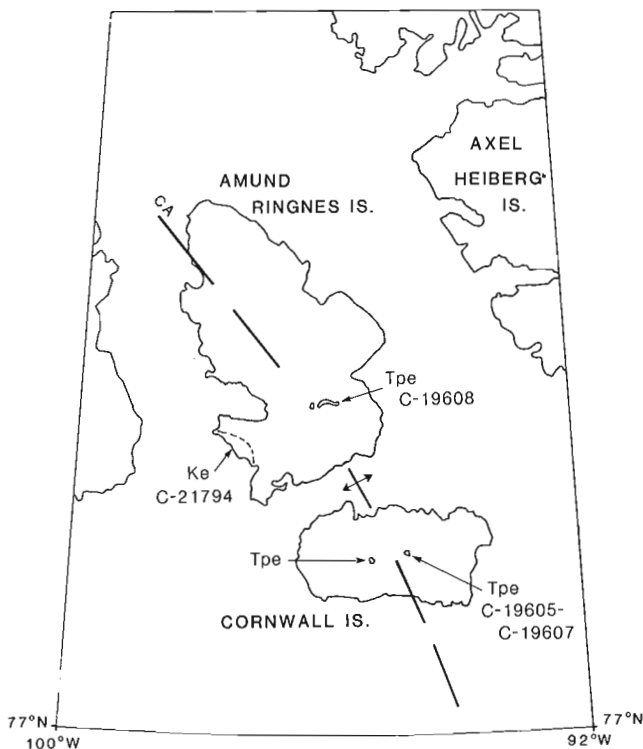 AXEL
HEIBERG
IS.
AMUND
RINGNES IS.
CA
Tpe
C-19608
Ke
C-21794
Tpe
Tpe
C-19605-
C-19607
CORNWALL IS.
77°N
77°N
100°W
92°W